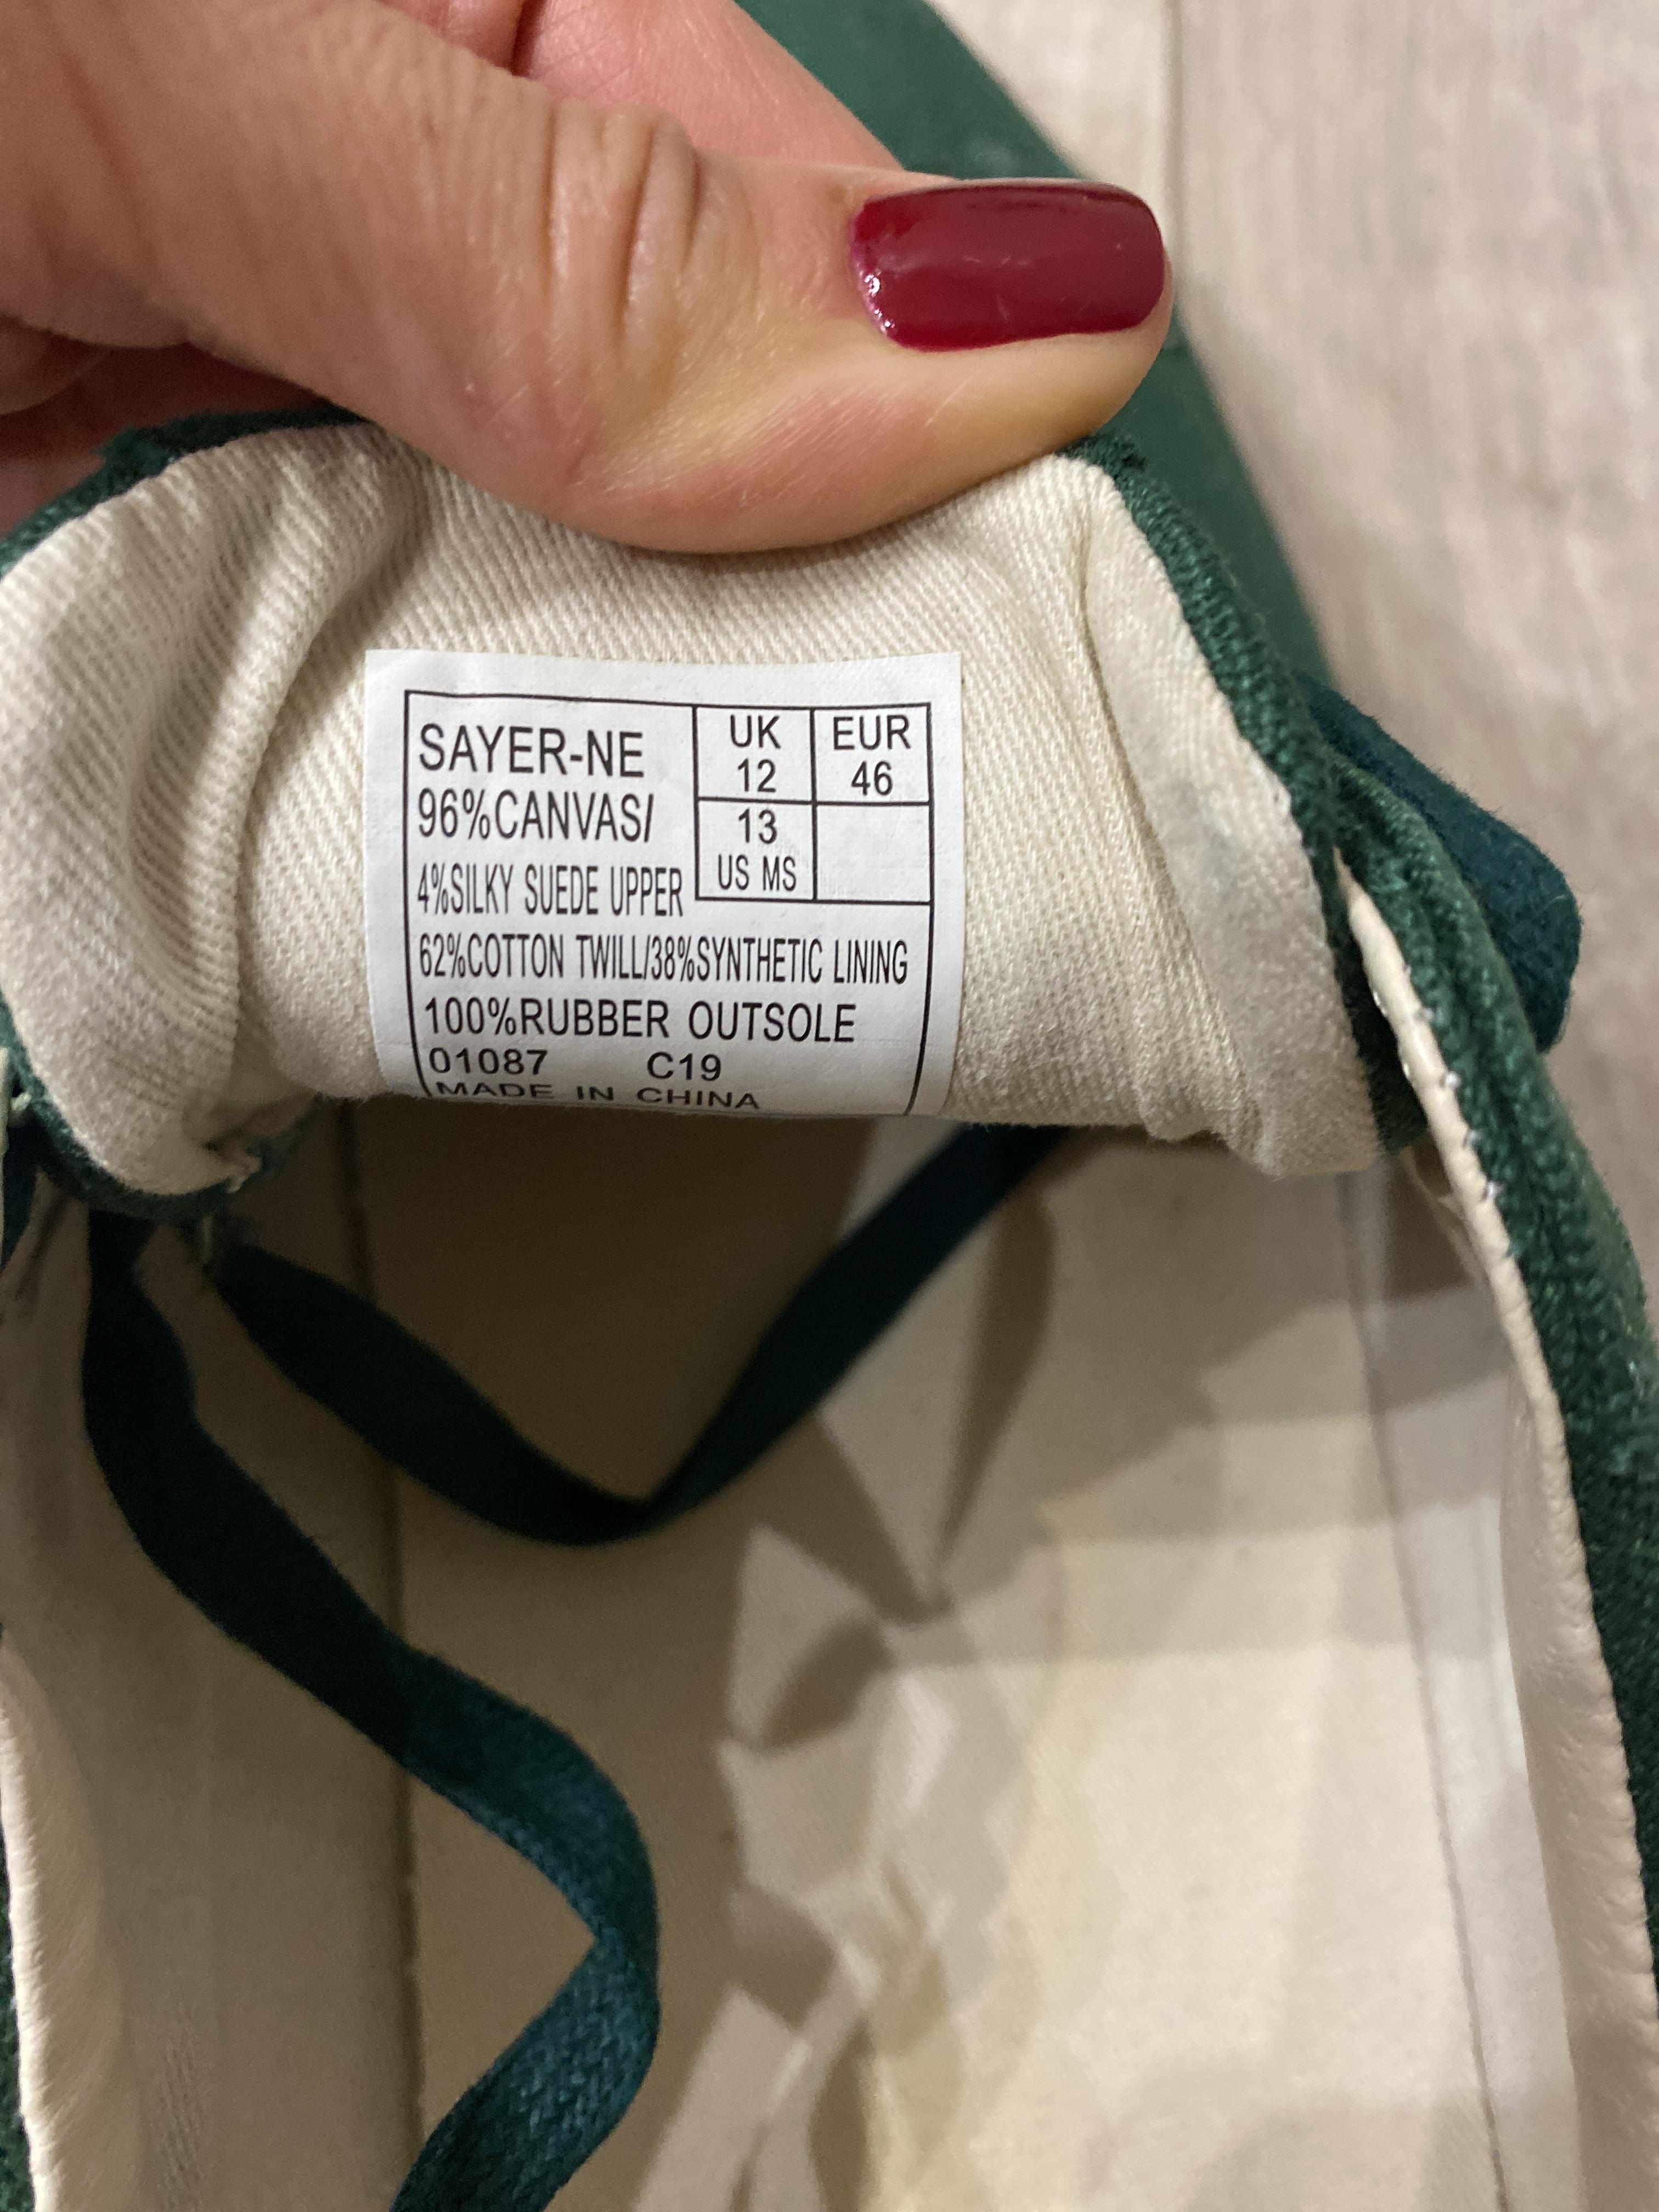 SAYER-NE
UK
12
EUR
46
96%CANVAS/
13
US MS
4%SILKY SUEDE UPPER
62%COTTON TWILL/38%SYNTHETIC LINING
100%RUBBER OUTSOLE
01087 C19
MADE IN CHINA